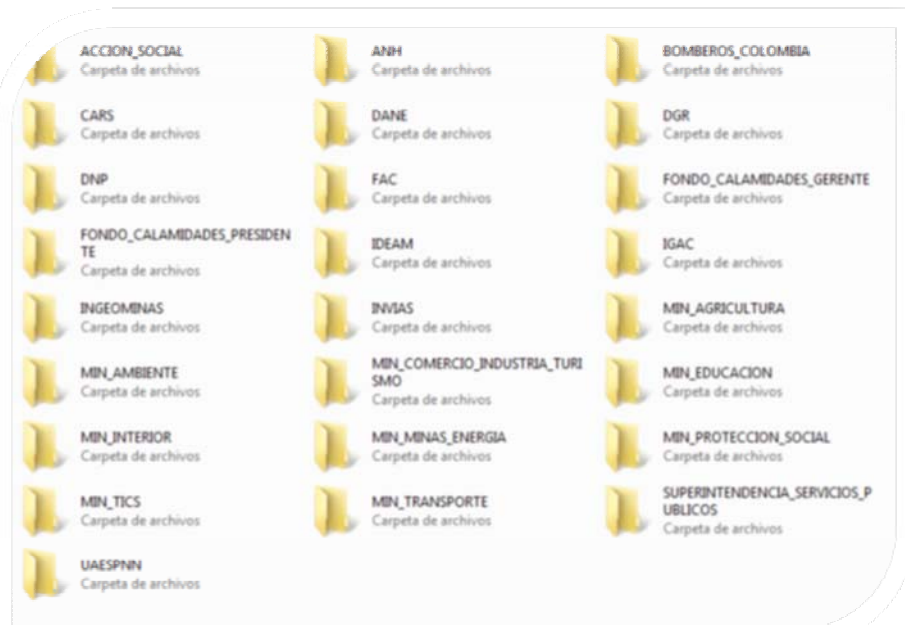 ACCION_SOCIAL
Carpeta de archivos
ANH
Carpeta de archivos
BOMBEROS_COLOMBIA
Carpeta de archivos
CARS
Carpeta de archivos
DANE
Carpeta de archivos
DGR
Carpeta de archivos
DNP
Carpeta de archivos
FAC
Carpeta de archivos
FONDO_CALAMIDADES_GERENTE
Carpeta de archivos
FONDO_CALAMIDADES_PRESIDEN
TE
Carpeta de archivos
IDEAM
Carpeta de archivos
IGAC
Carpeta de archivos
INGEOMINAS
Carpeta de archivos
INVIAS
Carpeta de archivos
MIN_AGRICULTURA
Carpeta de archivos
MIN_AMBIENTE
Carpeta de archivos
MIN_COMERCIO_INDUSTRIA_TURI
SMO
Carpeta de archivos
MIN_EDUCACION
Carpeta de archivos
MIN_INTERIOR
Carpeta de archivos
MIN_MINAS_ENERGIA
Carpeta de archivos
MIN_PROTECCION_SOCIAL
Carpeta de archivos
MIN_TICS
Carpeta de archivos
MIN_TRANSPORTE
Carpeta de archivos
SUPERINTENDENCIA_SERVICIOS_P
UBLICOS
Carpeta de archivos
UAESPNN
Carpeta de archivos